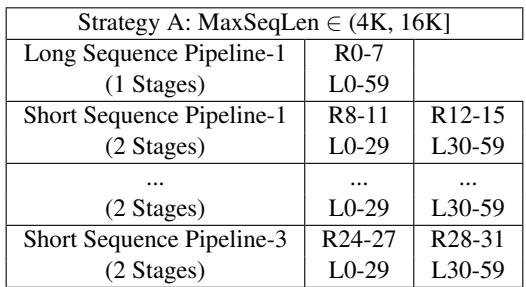 Strategy A: MaxSeqLen ∈ (4K, 16K]
Long Sequence Pipeline-1 R0-7
(1 Stages) L0-59
Short Sequence Pipeline-1 R8-11 R12-15
(2 Stages) L0-29 L30-59
... ... ...
(2 Stages) L0-29 L30-59
Short Sequence Pipeline-3 R24-27 R28-31
(2 Stages) L0-29 L30-59